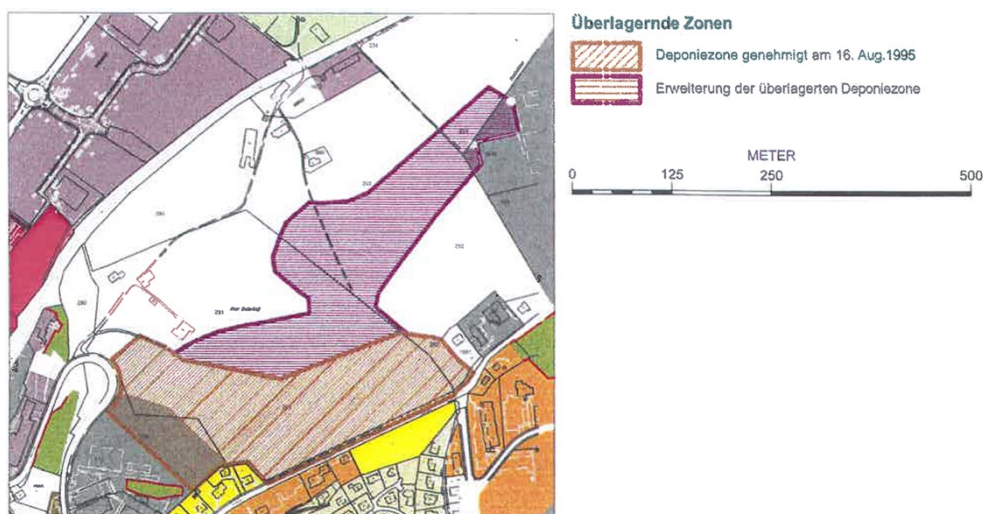 Überlagernde Zonen
Deponiezone genehmigt am 16. Aug.1995
Erweiterung der überlagerten Deponiezone
METER
0 125 250 500